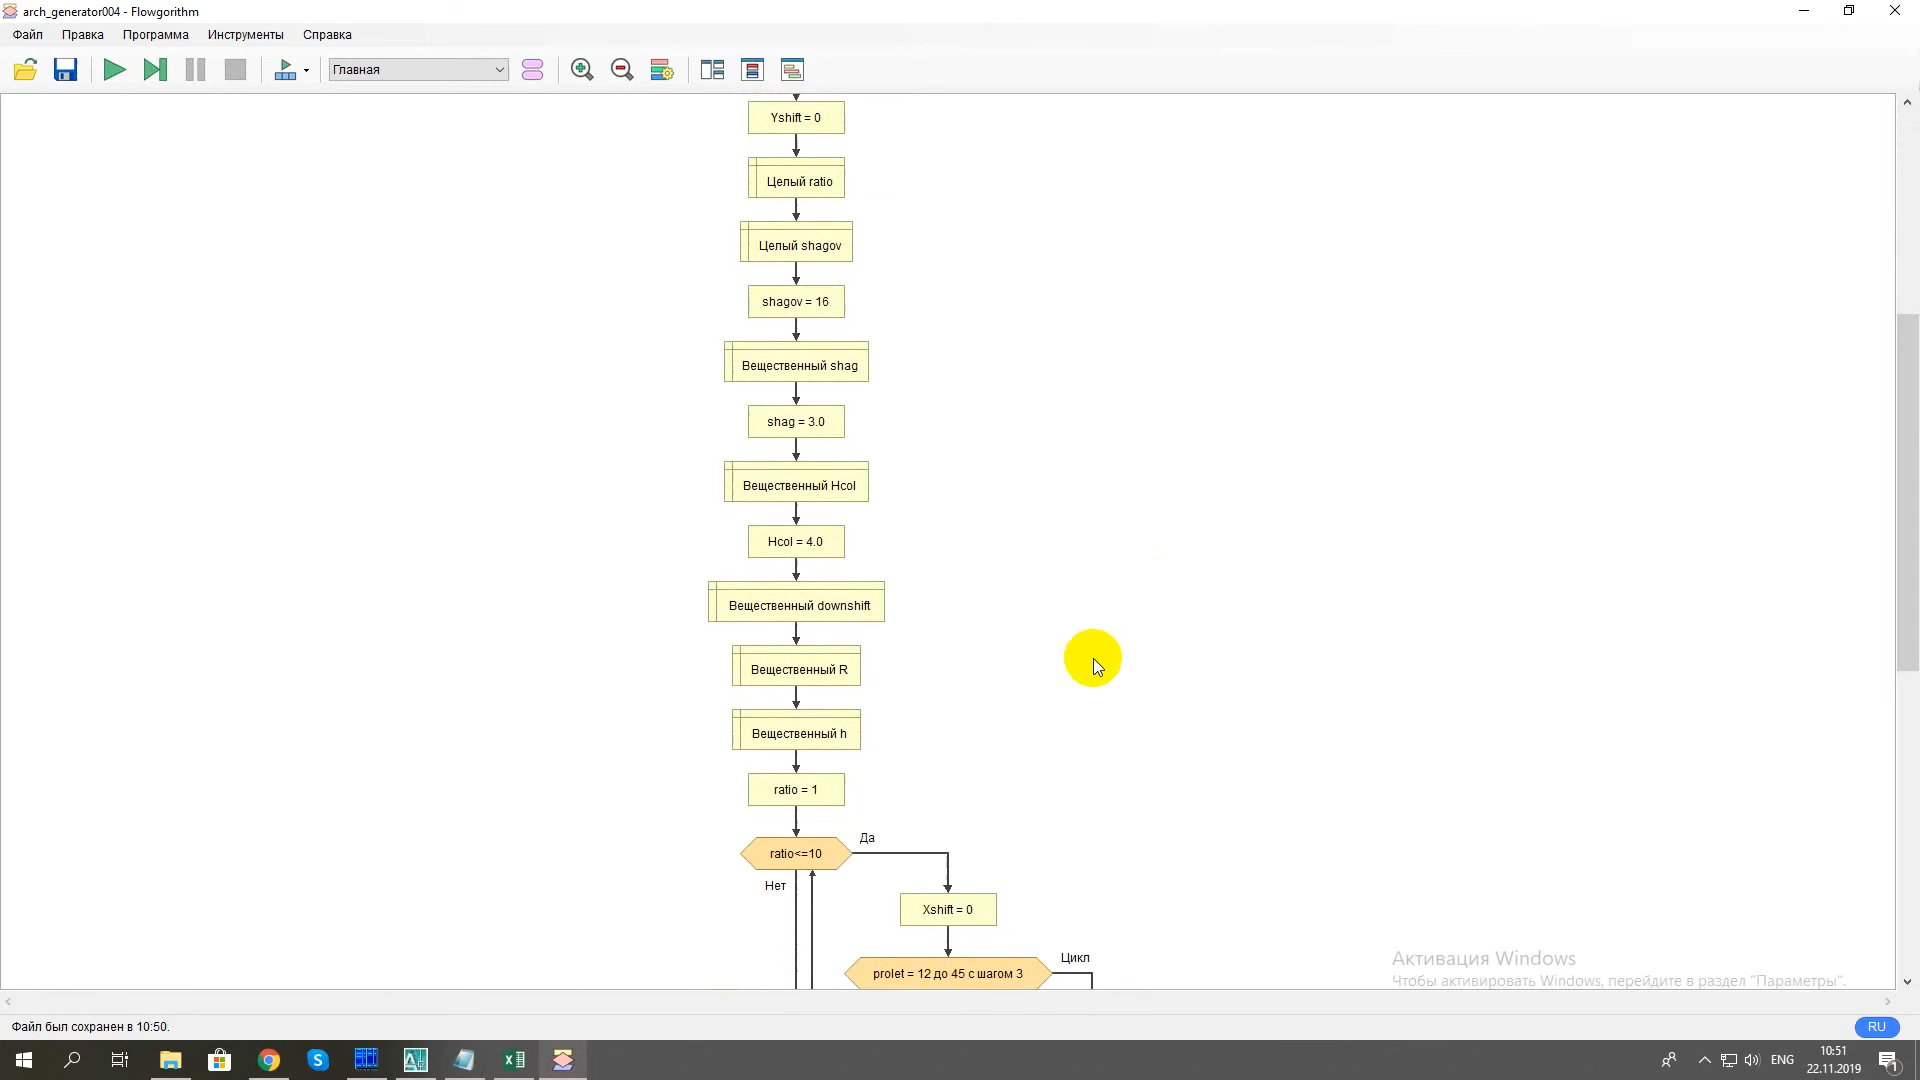 arch_generator004 - Flowgorithm
Файл Правка Программа Инструменты Справка
Главная
Yshift = 0
Целый ratio
Целый shagov
shagov = 16
Вещественный shag
shag = 3.0
Вещественный Hcol
Hcol = 4.0
Вещественный downshift
Вещественный R
Вещественный h
ratio = 1
Да
ratio<=10
Нет
Xshift = 0
Цикл
prolet = 12 до 45 с шагом 3
Активация Windows
Чтобы активировать Windows, перейдите в раздел "Параметры".
Файл был сохранен в 10:50.
RU
ENG
10:51
22.11.2019
1